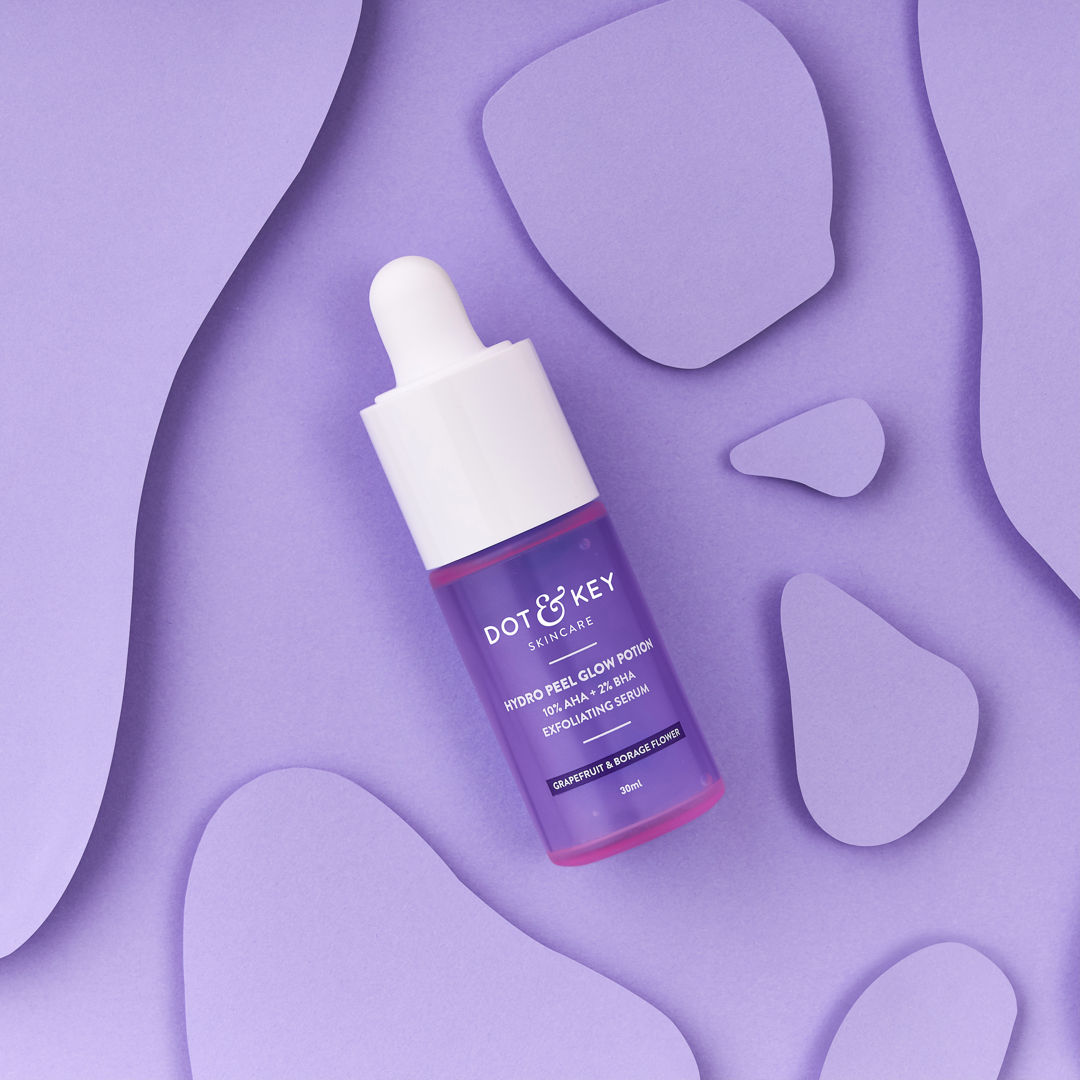 DOT & KEY
SKINCARE
HYDRO PEEL GLOW POTION
10% AHA + 2% BHA
EXFOLIATING SERUM
GRAPEFRUIT & BORAGE FLOWER
30ml